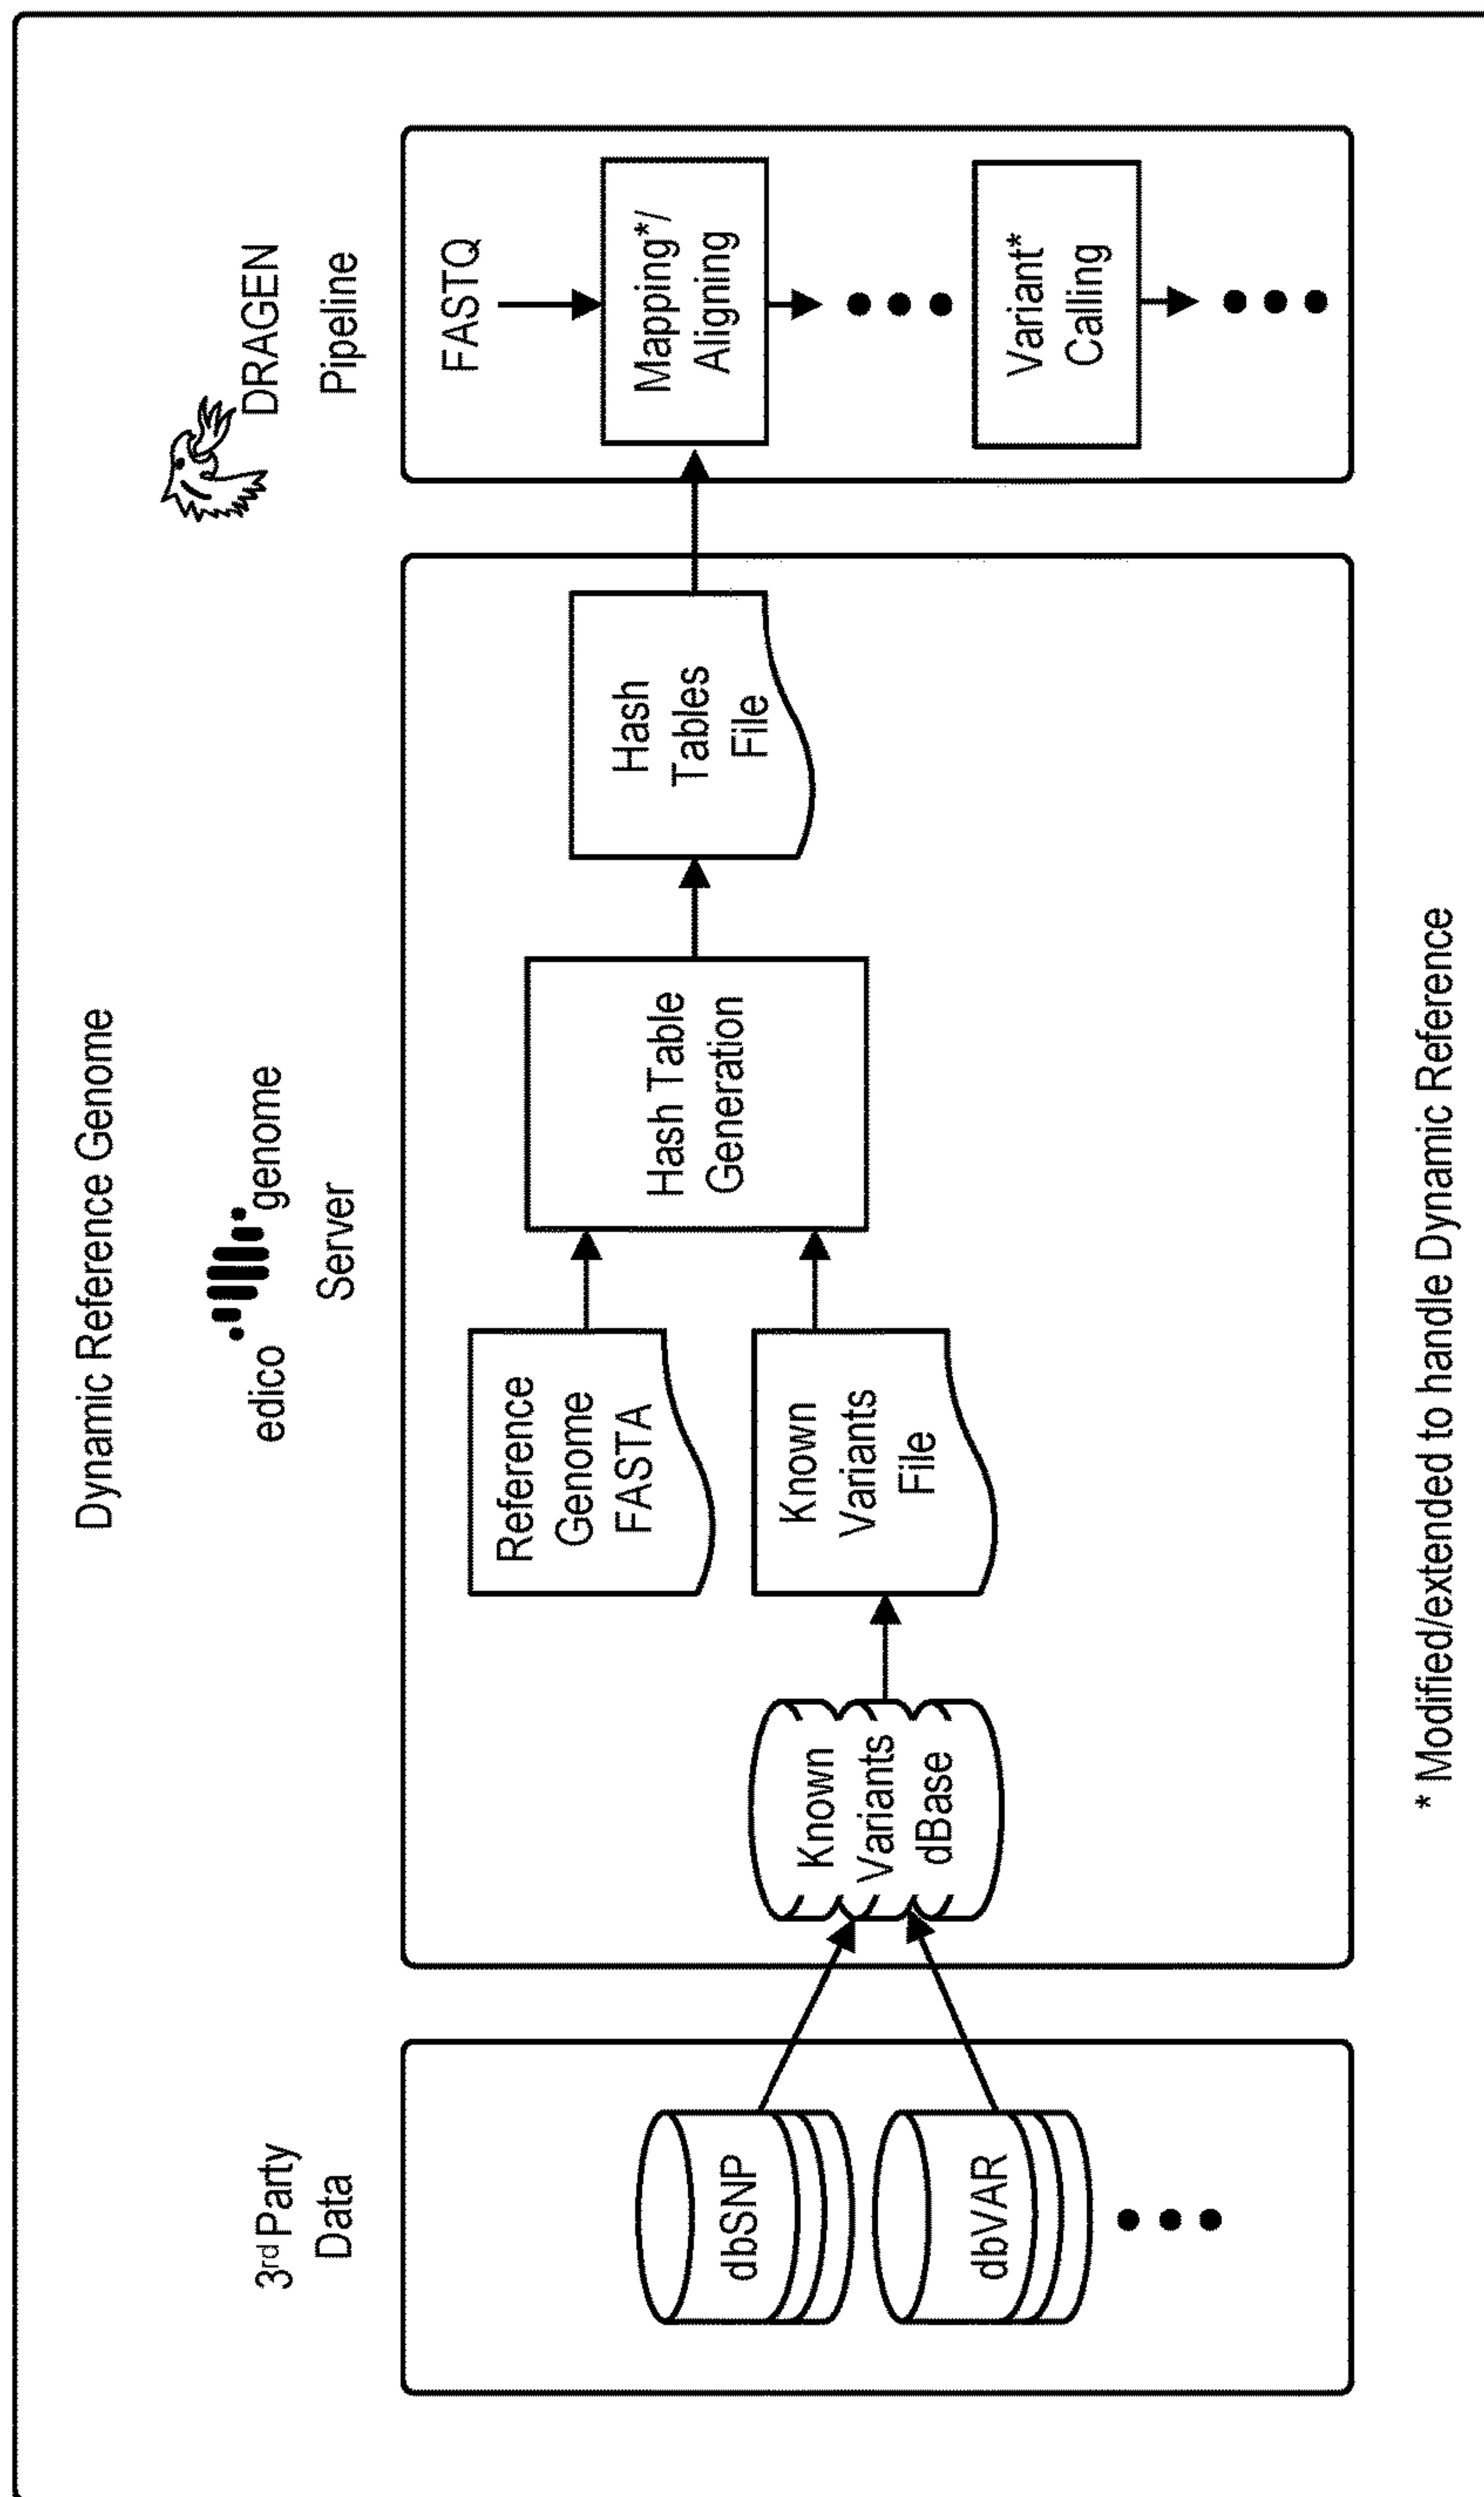 Dynamic Reference Genome
3rd Party
Data
edico genome
Server
DRAGEN
Pipeline
dbSNP
dbVAR
Known
Variants
dBase
Reference
Genome
FASTA
Known
Variants
File
Hash Table
Generation
Hash
Tables
File
FASTQ
Mapping*/
Aligning
Variant*
Calling
* Modified/extended to handle Dynamic Reference